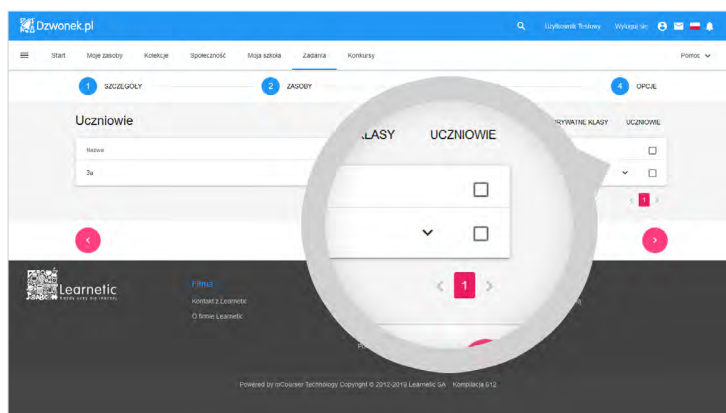 Dzwonek.pl
Użytkownik Testowy Wyloguj się
Start Moje zasoby Kolekcje Społeczność Moja szkoła Zadania Konkursy Pomoc
1 SZCZEGÓŁY 2 ZASOBY 4 OPCJE
Uczniowie
RYWATNE KLASY UCZNIOWIE
LASY UCZNIOWIE
Nazwa
3a
< 1 >
< 1 >
Learnetic
Firma
Kontakt z Learnetic
O firmie Learnetic
Powered by mCourser Technology Copyright © 2012-2019 Learnetic SA Kompilacja 612